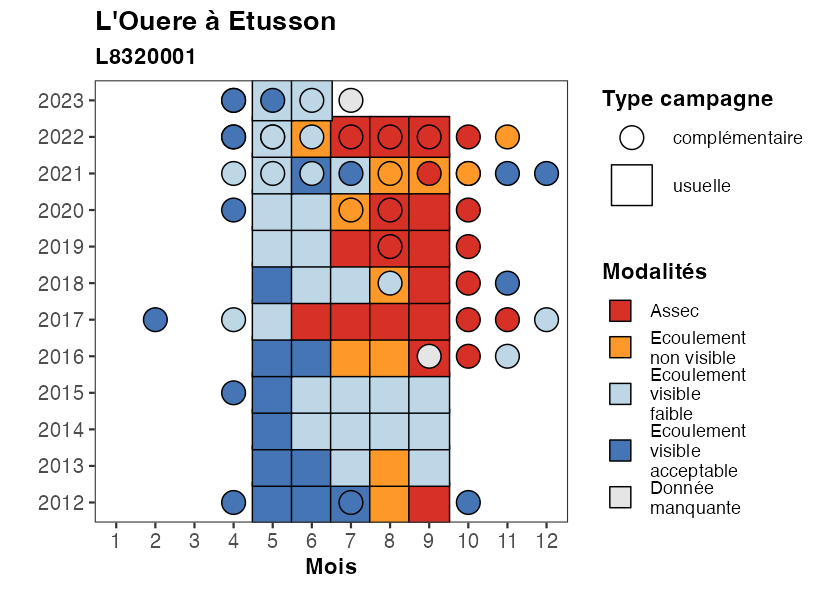 L'Ouere à Etusson
L8320001
2023
2022
2021
2020
2019
2018
2017
2016
2015
2014
2013
2012
1 2 3 4 5 6 7 8 9 10 11 12
Mois
Type campagne
complémentaire
usuelle
Modalités
Assec
Ecoulement
non visible
Ecoulement
visible
faible
Ecoulement
visible
acceptable
Donnée
manquante